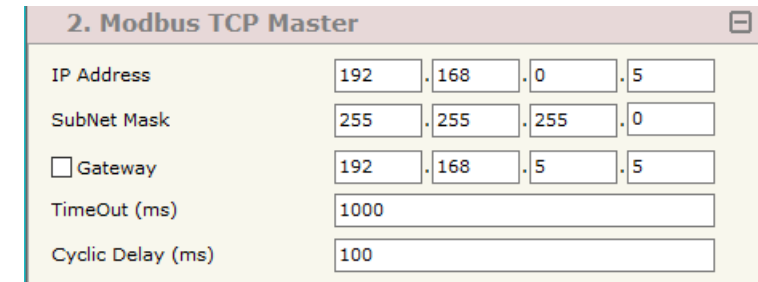 2. Modbus TCP Master
IP Address 192 . 168 . 0 . 5
SubNet Mask 255 . 255 . 255 . 0
Gateway 192 . 168 . 5 . 5
TimeOut (ms) 1000
Cyclic Delay (ms) 100